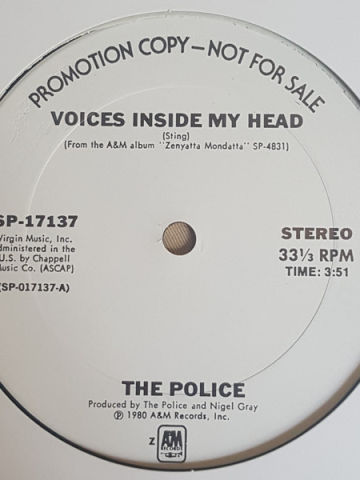 PROMOTION COPY—NOT FOR SALE
VOICES INSIDE MY HEAD
(Sting)
(From the A&M album "Zenyatta Mondatta" SP-4831)
SP-17137
Virgin Music, Inc.
administered in the
U.S. by Chappell
Music Co. (ASCAP)
(SP-017137-A)
STEREO
33⅓ RPM
TIME: 3:51
THE POLICE
Produced by The Police and Nigel Gray
℗ 1980 A&M Records, Inc.
Z
A&M
RECORDS